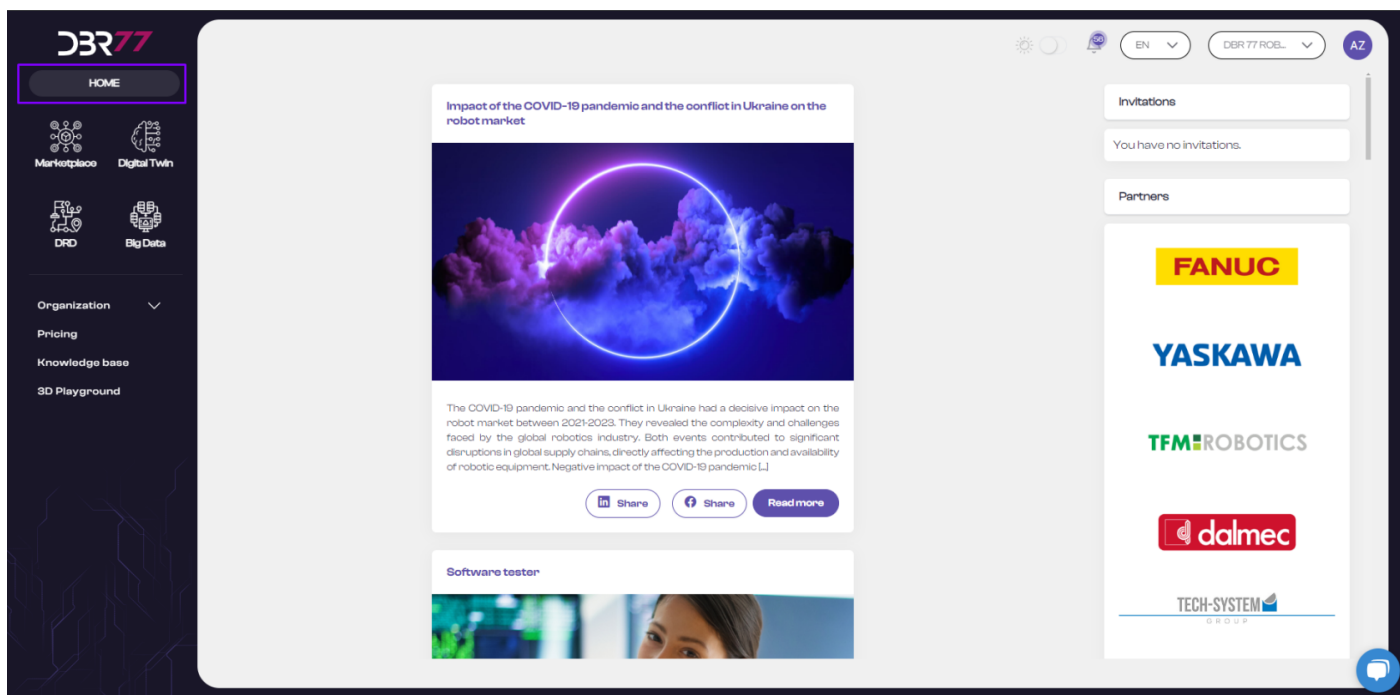 DBR77
HOME
Marketplace
Digital Twin
DRD
Big Data
Organization
Pricing
Knowledge base
3D Playground
56
EN
DBR 77 ROB...
AZ
Impact of the COVID-19 pandemic and the conflict in Ukraine on the
robot market
The COVID-19 pandemic and the conflict in Ukraine had a decisive impact on the
robot market between 2021-2023. They revealed the complexity and challenges
faced by the global robotics industry. Both events contributed to significant
disruptions in global supply chains, directly affecting the production and availability
of robotic equipment. Negative impact of the COVID-19 pandemic [...]
Share
Share
Read more
Software tester
Invitations
You have no invitations.
Partners
FANUC
YASKAWA
TFM ROBOTICS
dalmec
TECH-SYSTEM
GROUP